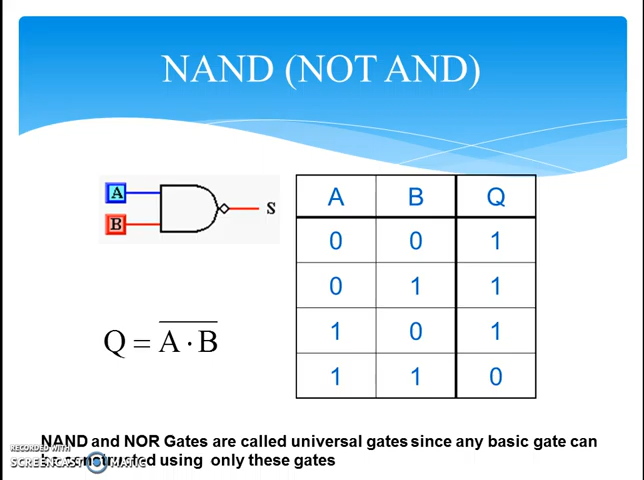 NAND (NOT AND)
A
B
S
A B Q
0 0 1
0 1 1
1 0 1
1 1 0
Q = \overline{A · B}
NAND and NOR Gates are called universal gates since any basic gate can
be constructed using only these gates
RECORDED WITH
SCREENCAST MATIC